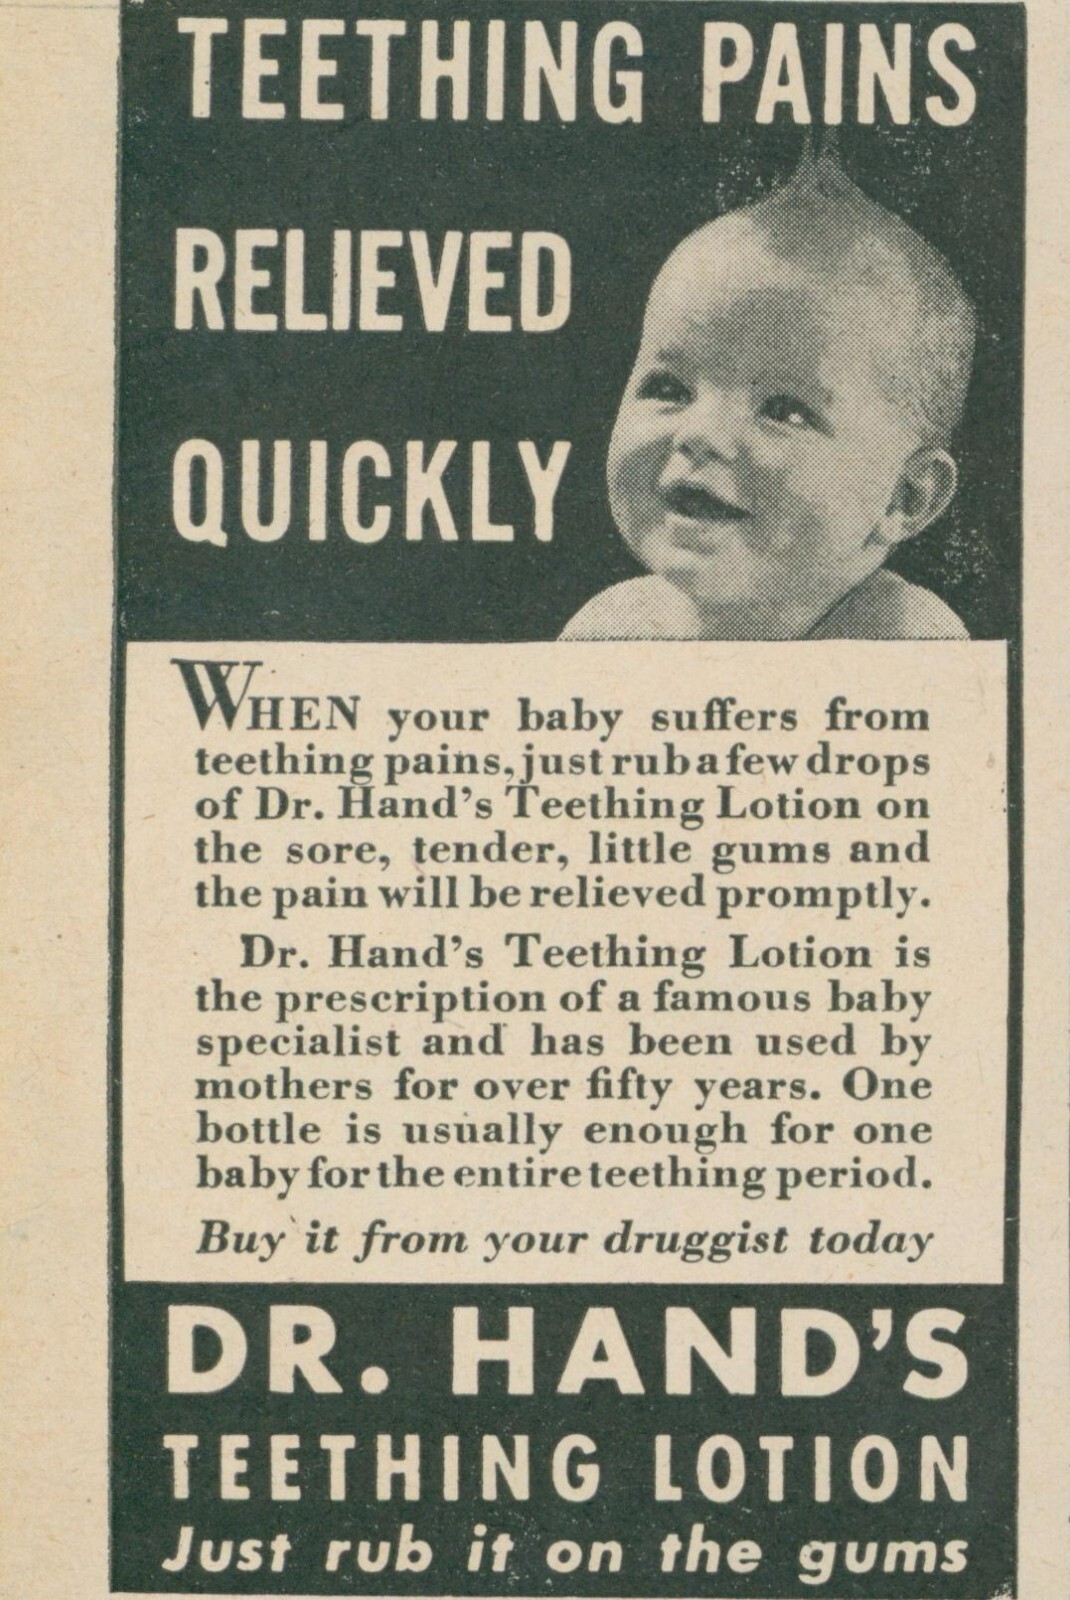 TEETHING PAINS
RELIEVED
QUICKLY
WHEN your baby suffers from
teething pains, just rub a few drops
of Dr. Hand's Teething Lotion on
the sore, tender, little gums and
the pain will be relieved promptly.
Dr. Hand's Teething Lotion is
the prescription of a famous baby
specialist and has been used by
mothers for over fifty years. One
bottle is usually enough for one
baby for the entire teething period.
Buy it from your druggist today
DR. HAND'S
TEETHING LOTION
Just rub it on the gums